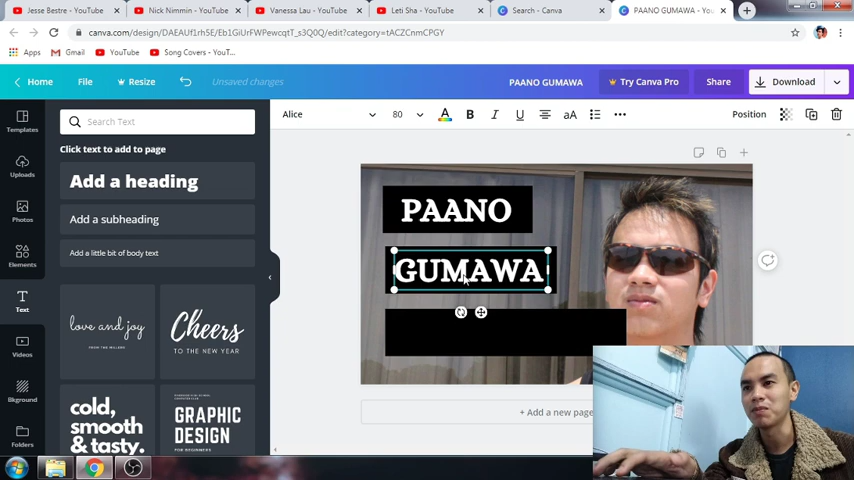 Jesse Bestre - YouTube
Nick Nimmin - YouTube
Vanessa Lau - YouTube
Leti Sha - YouTube
Search - Canva
PAANO GUMAWA - You
canva.com/design/DAEAUf1rh5E/Eb1GiUrFWPewcqtT_s3Q0Q/edit?category=tACZCnmCPGY
Apps
Gmail
YouTube
Song Covers - YouT...
Home
File
Resize
Unsaved changes
PAANO GUMAWA
Try Canva Pro
Share
Download
Alice
80
A
B
I
U
aA
Position
Templates
Uploads
Photos
Elements
Text
Videos
Bkground
Folders
Search Text
Click text to add to page
Add a heading
Add a subheading
Add a little bit of body text
love and joy
Cheers
TO THE NEW YEAR
cold,
smooth
& tasty.
GRAPHIC
DESIGN
PAANO
GUMAWA
+ Add a new page